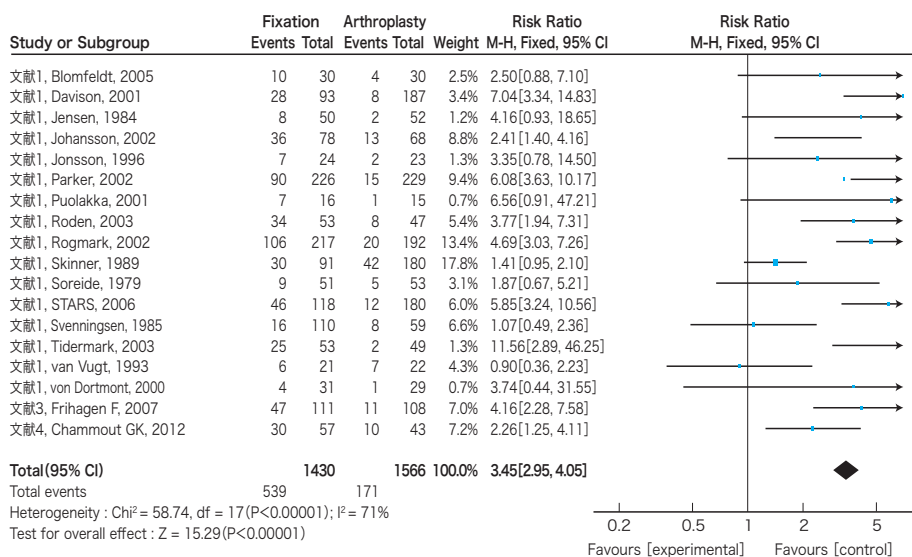 Fixation Arthroplasty Risk Ratio Risk Ratio
Study or Subgroup Events Total Events Total Weight M-H, Fixed, 95% CI M-H, Fixed, 95% CI
文献1, Blomfeldt, 2005 10 30 4 30 2.5% 2.50[0.88, 7.10]
文献1, Davison, 2001 28 93 8 187 3.4% 7.04[3.34, 14.83]
文献1, Jensen, 1984 8 50 2 52 1.2% 4.16[0.93, 18.65]
文献1, Johansson, 2002 36 78 13 68 8.8% 2.41[1.40, 4.16]
文献1, Jonsson, 1996 7 24 2 23 1.3% 3.35[0.78, 14.50]
文献1, Parker, 2002 90 226 15 229 9.4% 6.08[3.63, 10.17]
文献1, Puolakka, 2001 7 16 1 15 0.7% 6.56[0.91, 47.21]
文献1, Roden, 2003 34 53 8 47 5.4% 3.77[1.94, 7.31]
文献1, Rogmark, 2002 106 217 20 192 13.4% 4.69[3.03, 7.26]
文献1, Skinner, 1989 30 91 42 180 17.8% 1.41[0.95, 2.10]
文献1, Soreide, 1979 9 51 5 53 3.1% 1.87[0.67, 5.21]
文献1, STARS, 2006 46 118 12 180 6.0% 5.85[3.24, 10.56]
文献1, Svenningsen, 1985 16 110 8 59 6.6% 1.07[0.49, 2.36]
文献1, Tidermark, 2003 25 53 2 49 1.3% 11.56[2.89, 46.25]
文献1, van Vugt, 1993 6 21 7 22 4.3% 0.90[0.36, 2.23]
文献1, von Dortmont, 2000 4 31 1 29 0.7% 3.74[0.44, 31.55]
文献3, Frihagen F, 2007 47 111 11 108 7.0% 4.16[2.28, 7.58]
文献4, Chammout GK, 2012 30 57 10 43 7.2% 2.26[1.25, 4.11]
Total(95% CI) 1430 1566 100.0% 3.45[2.95, 4.05]
Total events 539 171
Heterogeneity : Chi² = 58.74, df = 17(P<0.00001); I² = 71%
Test for overall effect : Z = 15.29(P<0.00001)
0.2 0.5 1 2 5
Favours [experimental] Favours [control]